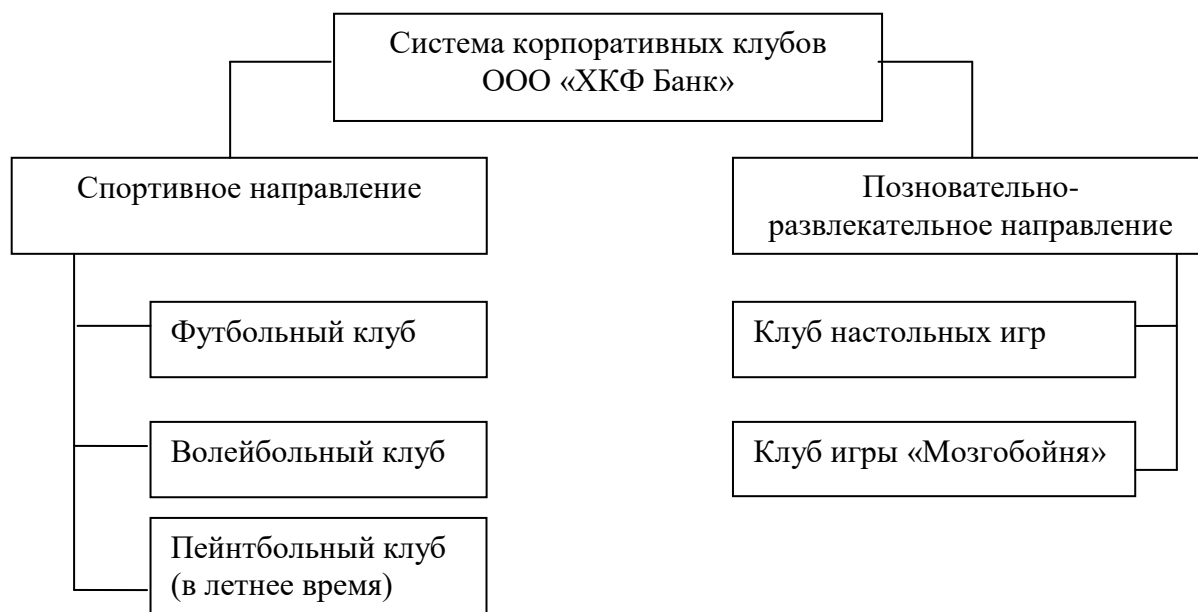 Система корпоративных клубов
ООО «ХКФ Банк»
Спортивное направление
Позновательно-
развлекательное направление
Футбольный клуб
Клуб настольных игр
Волейбольный клуб
Клуб игры «Мозгобойня»
Пейнтбольный клуб
(в летнее время)